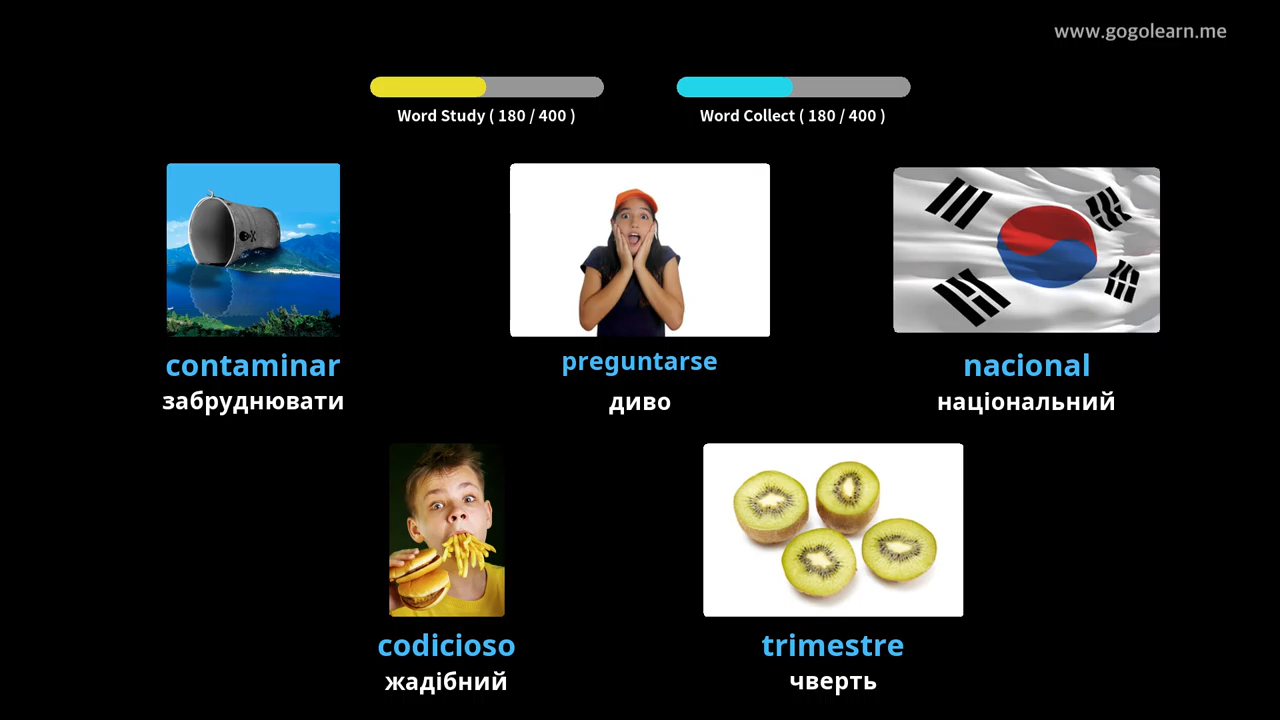 www.gogolearn.me
Word Study ( 180 / 400 )
Word Collect ( 180 / 400 )
contaminar
забруднювати
preguntarse
диво
nacional
національний
codicioso
жадібний
trimestre
чверть